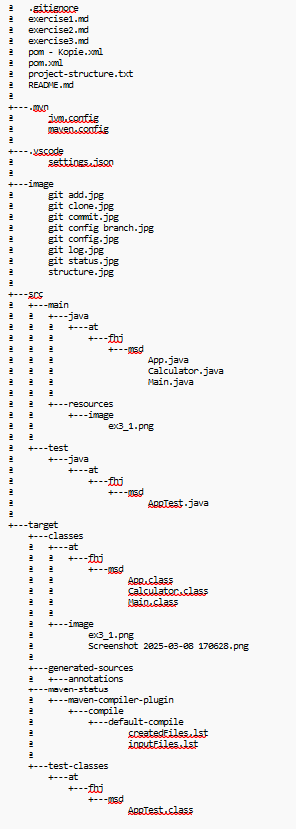 ª   .gitignore
ª   exercise1.md
ª   exercise2.md
ª   exercise3.md
ª   pom - Kopie.xml
ª   pom.xml
ª   project-structure.txt
ª   README.md
ª
+---.mvn
ª       jvm.config
ª       maven.config
ª
+---.vscode
ª       settings.json
ª
+---image
ª       git add.jpg
ª       git clone.jpg
ª       git commit.jpg
ª       git config branch.jpg
ª       git config.jpg
ª       git log.jpg
ª       git status.jpg
ª       structure.jpg
ª
+---src
ª   +---main
ª   ª   +---java
ª   ª   ª   +---at
ª   ª   ª       +---fhj
ª   ª   ª           +---msd
ª   ª   ª                   App.java
ª   ª   ª                   Calculator.java
ª   ª   ª                   Main.java
ª   ª   ª
ª   ª   +---resources
ª   ª       +---image
ª   ª               ex3_1.png
ª   ª
ª   +---test
ª       +---java
ª           +---at
ª               +---fhj
ª                   +---msd
ª                           AppTest.java
ª
+---target
    +---classes
    ª   +---at
    ª   ª   +---fhj
    ª   ª       +---msd
    ª   ª               App.class
    ª   ª               Calculator.class
    ª   ª               Main.class
    ª   ª
    ª   +---image
    ª           ex3_1.png
    ª           Screenshot 2025-03-08 170628.png
    ª
    +---generated-sources
    ª   +---annotations
    +---maven-status
    ª   +---maven-compiler-plugin
    ª       +---compile
    ª           +---default-compile
    ª                   createdFiles.lst
    ª                   inputFiles.lst
    ª
    +---test-classes
        +---at
            +---fhj
                +---msd
                        AppTest.class